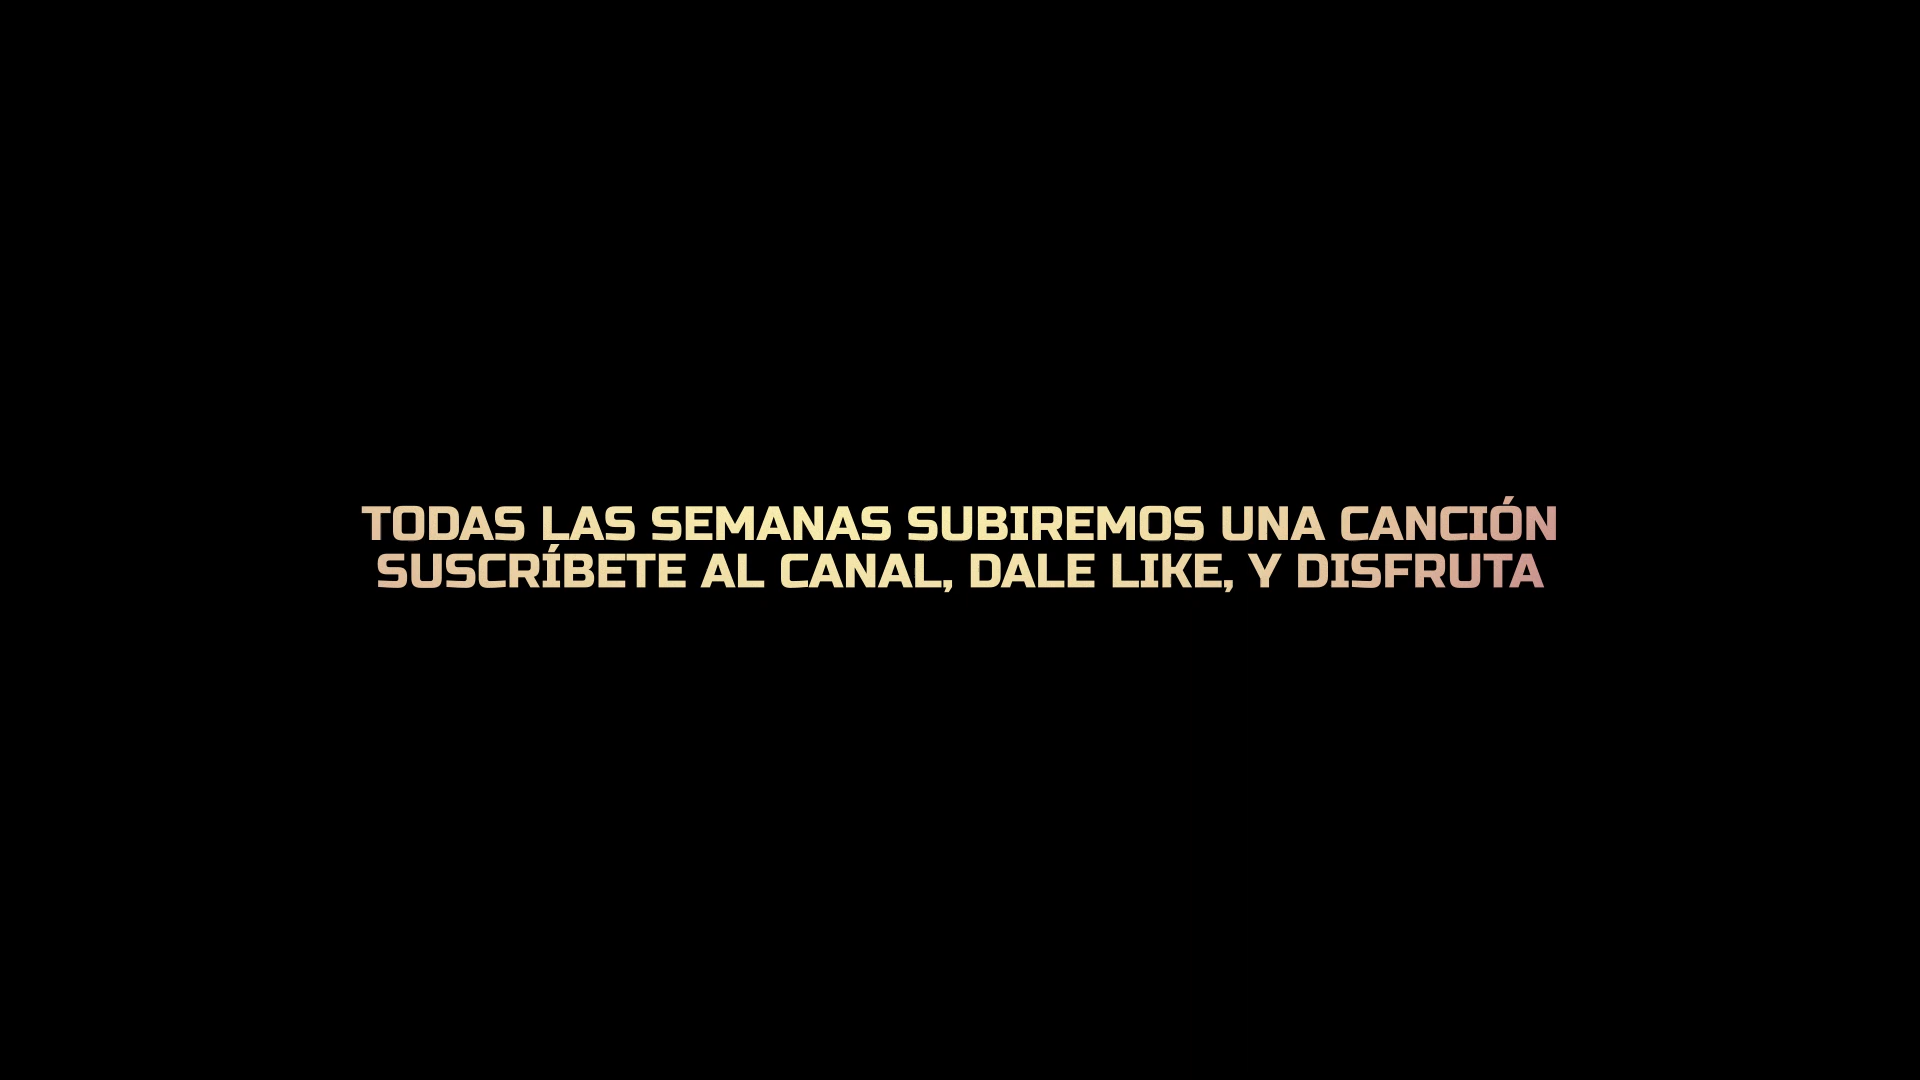 TODAS LAS SEMANAS SUBIREMOS UNA CANCIÓN
SUSCRÍBETE AL CANAL, DALE LIKE, Y DISFRUTA